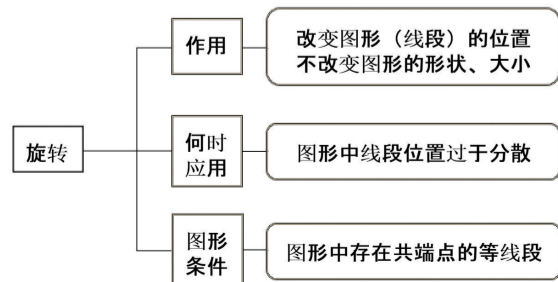 旋转
作用
改变图形（线段）的位置
不改变图形的形状、大小
何时
应用
图形中线段位置过于分散
图形
条件
图形中存在共端点的等线段